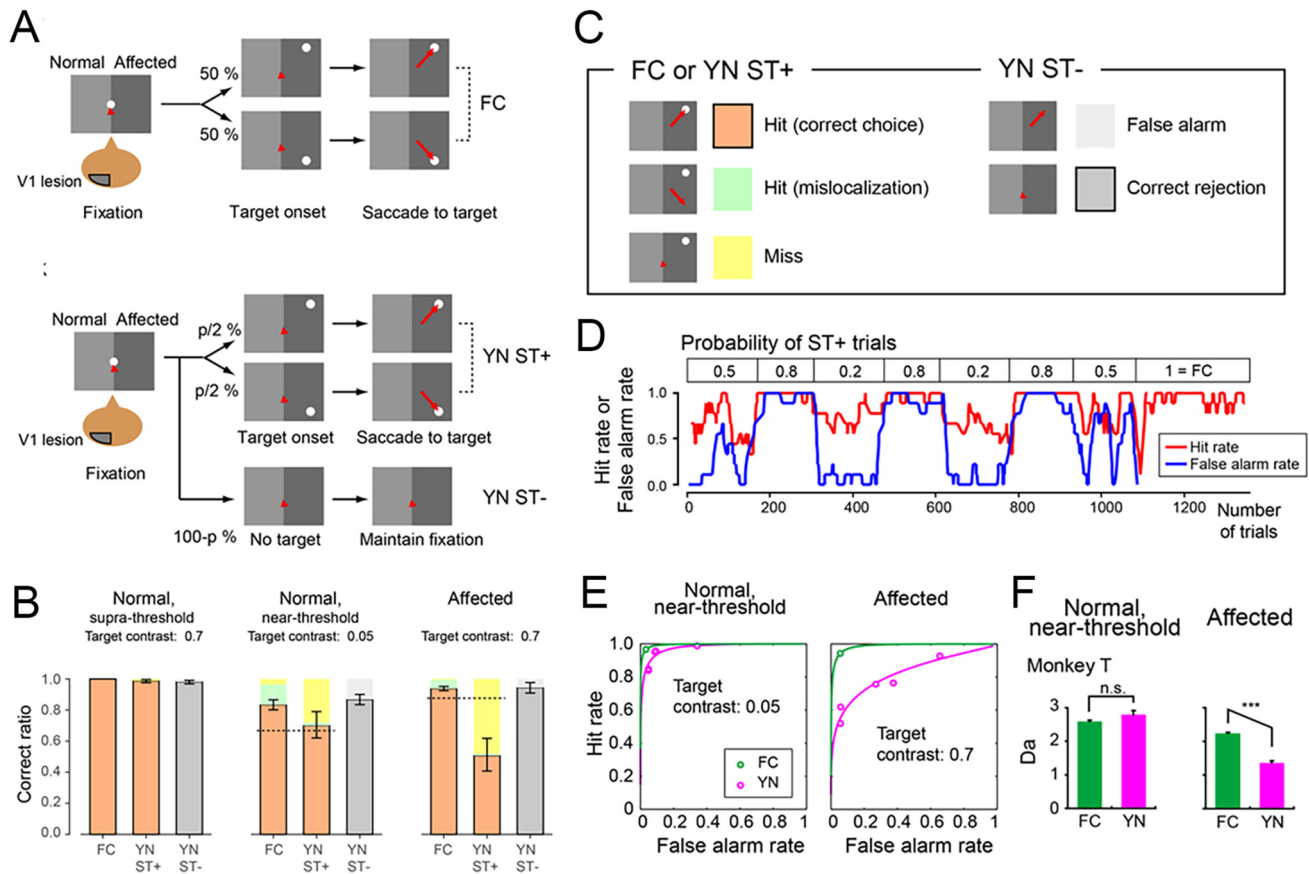 A
Normal Affected
50 %
50 %
FC
V1 lesion
Fixation
Target onset
Saccade to target
Normal Affected
p/2 %
p/2 %
YN ST+
V1 lesion
Target onset
Saccade to target
Fixation
YN ST-
100-p %
No target
Maintain fixation
B
Normal,
supra-threshold
Target contrast: 0.7
Normal,
near-threshold
Target contrast: 0.05
Affected
Target contrast: 0.7
Correct ratio
1.0
0.8
0.6
0.4
0.2
0.0
FC
YN
ST+
YN
ST-
FC
YN
ST+
YN
ST-
FC
YN
ST+
YN
ST-
C
FC or YN ST+
YN ST-
Hit (correct choice)
False alarm
Hit (mislocalization)
Correct rejection
Miss
D
Probability of ST+ trials
0.5 0.8 0.2 0.8 0.2 0.8 0.5 1 = FC
Hit rate or
False alarm rate
1.0
0.5
0.0
Hit rate
False alarm rate
0 200 400 600 800 1000 1200
Number
of trials
E
Normal,
near-threshold
Affected
Hit rate
1.0
0.8
0.6
0.4
0.2
0
Target
contrast: 0.05
FC
YN
0 0.2 0.4 0.6 0.8 1
False alarm rate
1.0
0.8
0.6
0.4
0.2
0
Target
contrast: 0.7
0 0.2 0.4 0.6 0.8 1
False alarm rate
F
Normal,
near-threshold
Affected
Monkey T
n.s.
***
Da
3
2
1
0
FC YN
FC YN